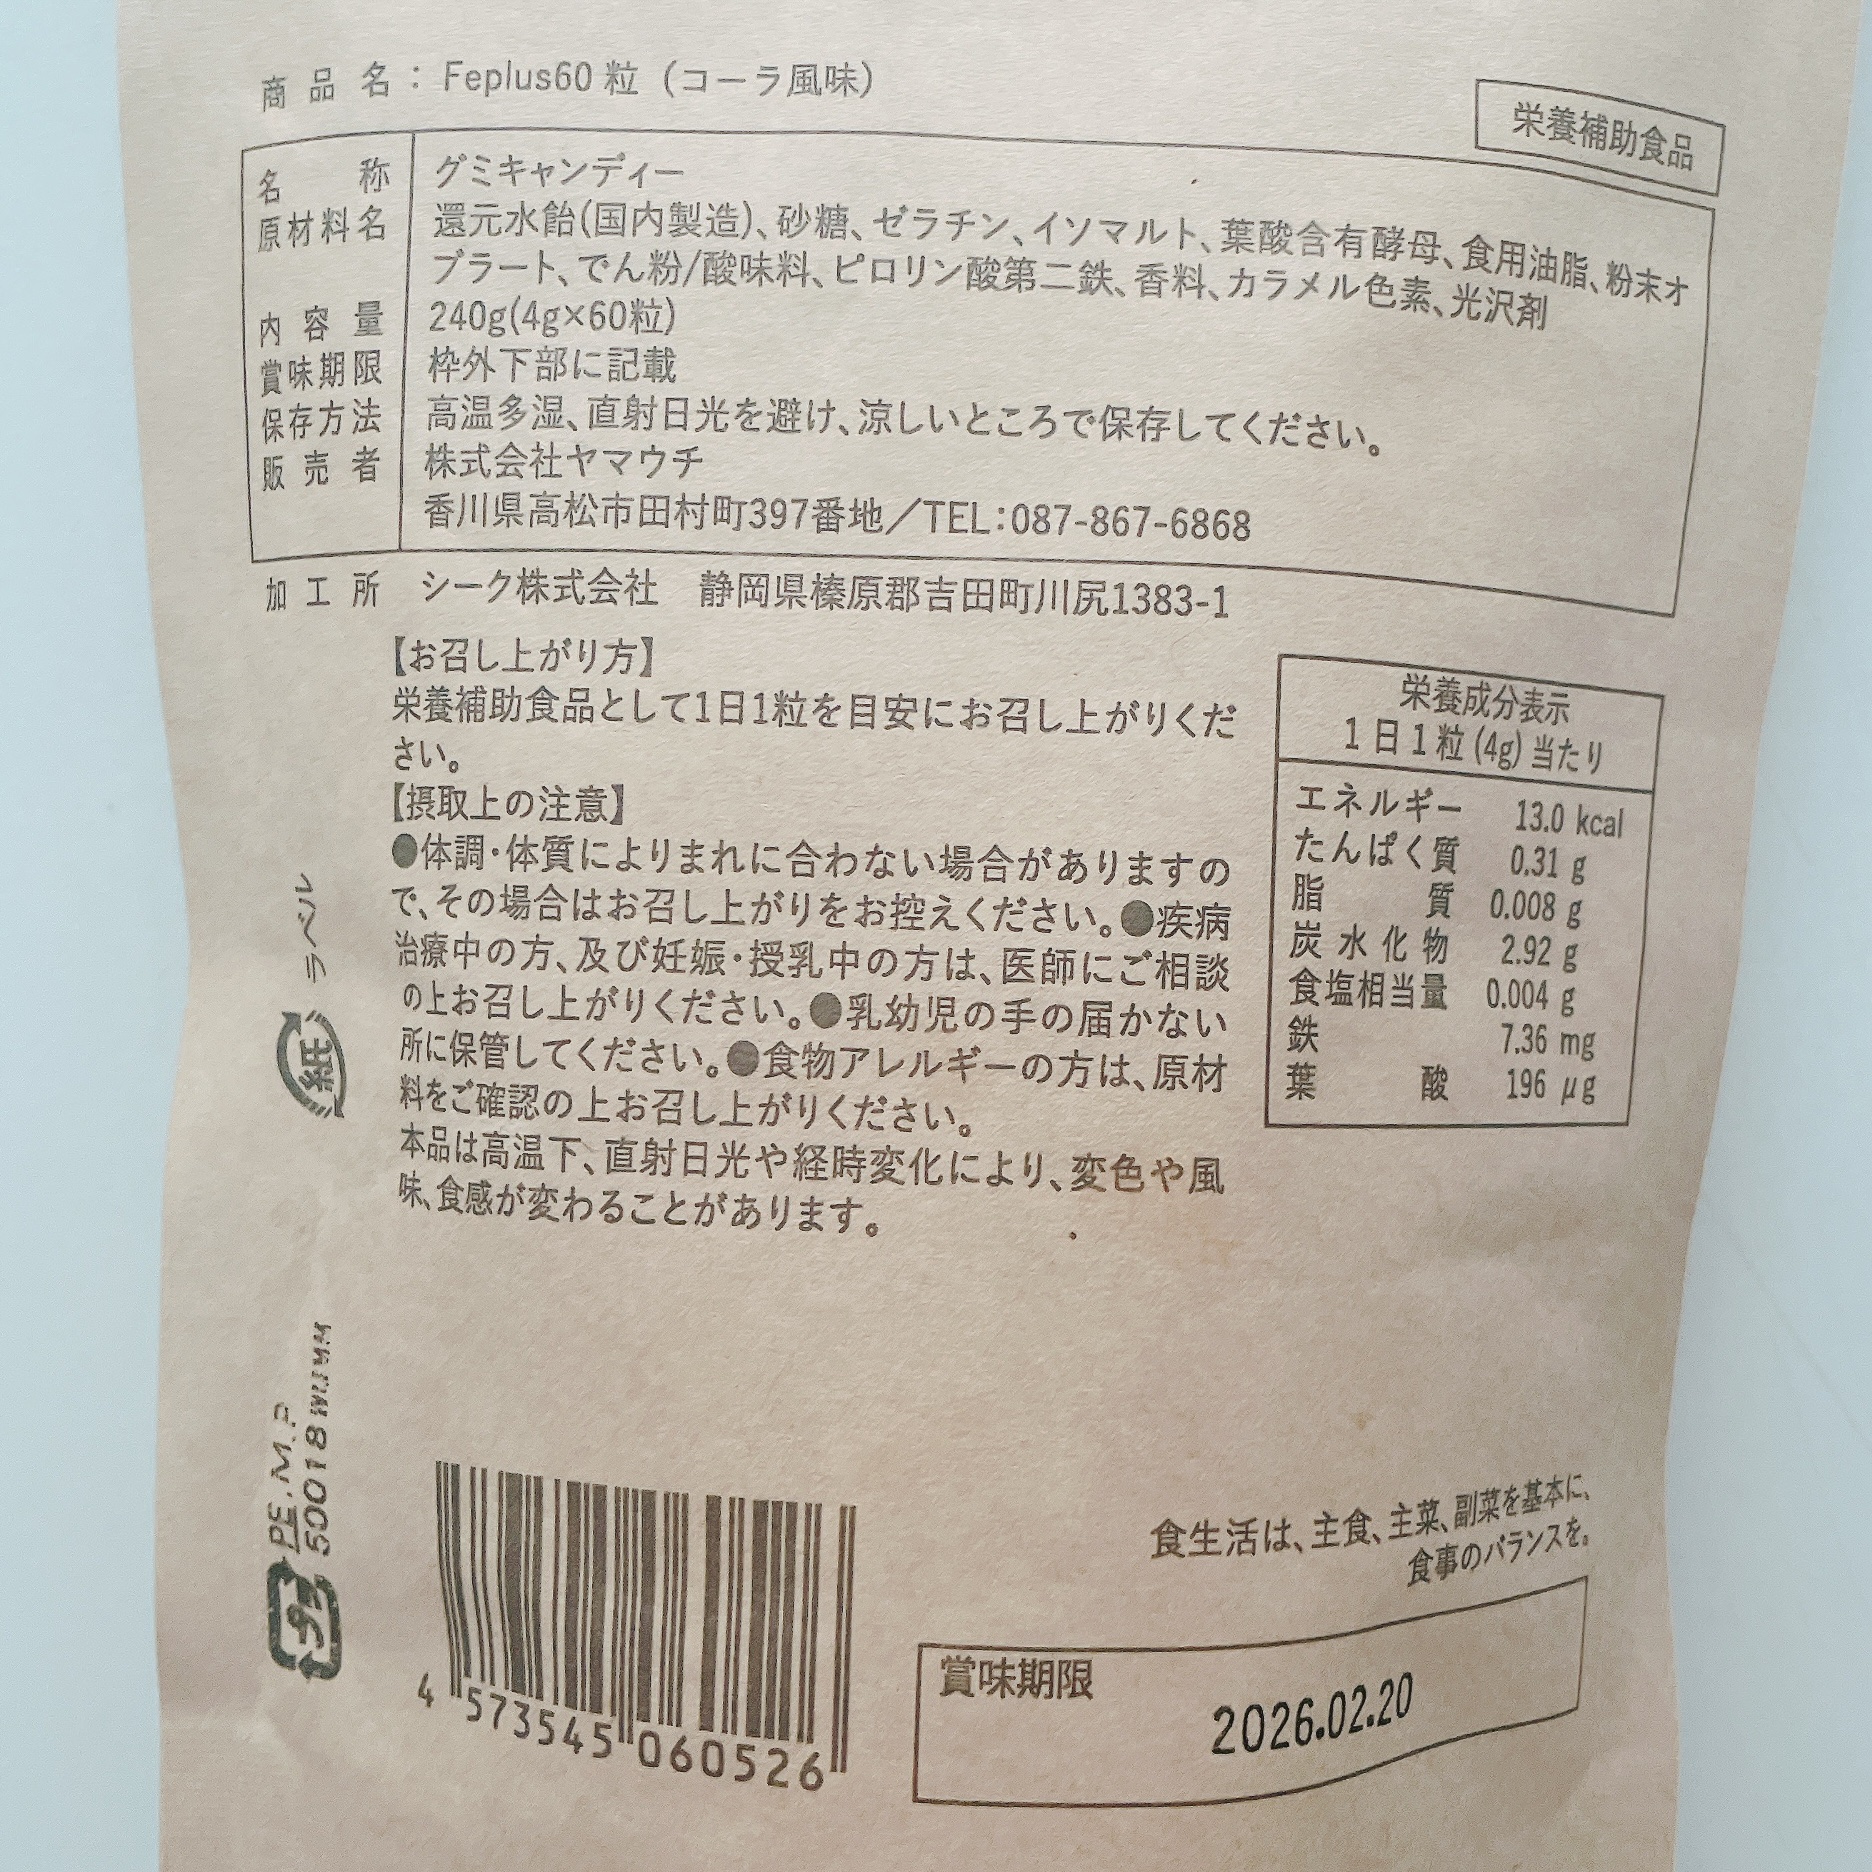 商品名：Feplus60粒（コーラ風味）
栄養補助食品
名称 グミキャンディー
原材料名 還元水飴(国内製造)、砂糖、ゼラチン、イソマルト、葉酸含有酵母、食用油脂、粉末オ
ブラート、でん粉/酸味料、ピロリン酸第二鉄、香料、カラメル色素、光沢剤
内容量 240g(4g×60粒)
賞味期限 枠外下部に記載
保存方法 高温多湿、直射日光を避け、涼しいところで保存してください。
販売者 株式会社ヤマウチ
香川県高松市田村町397番地／TEL:087-867-6868
加工所 シーク株式会社 静岡県榛原郡吉田町川尻1383-1
【お召し上がり方】
栄養補助食品として1日1粒を目安にお召し上がりくだ
さい。
【摂取上の注意】
●体調・体質によりまれに合わない場合がありますの
で、その場合はお召し上がりをお控えください。●疾病
治療中の方、及び妊娠・授乳中の方は、医師にご相談
の上お召し上がりください。●乳幼児の手の届かない
所に保管してください。●食物アレルギーの方は、原材
料をご確認の上お召し上がりください。
本品は高温下、直射日光や経時変化により、変色や風
味、食感が変わることがあります。
栄養成分表示
1日1粒(4g)当たり
エネルギー 13.0 kcal
たんぱく質 0.31 g
脂質 0.008 g
炭水化物 2.92 g
食塩相当量 0.004 g
鉄 7.36 mg
葉酸 196 μg
紙 ラベル
プラ PE.M.P
50018
4 573545 060526
食生活は、主食、主菜、副菜を基本に、
食事のバランスを。
賞味期限
2026.02.20